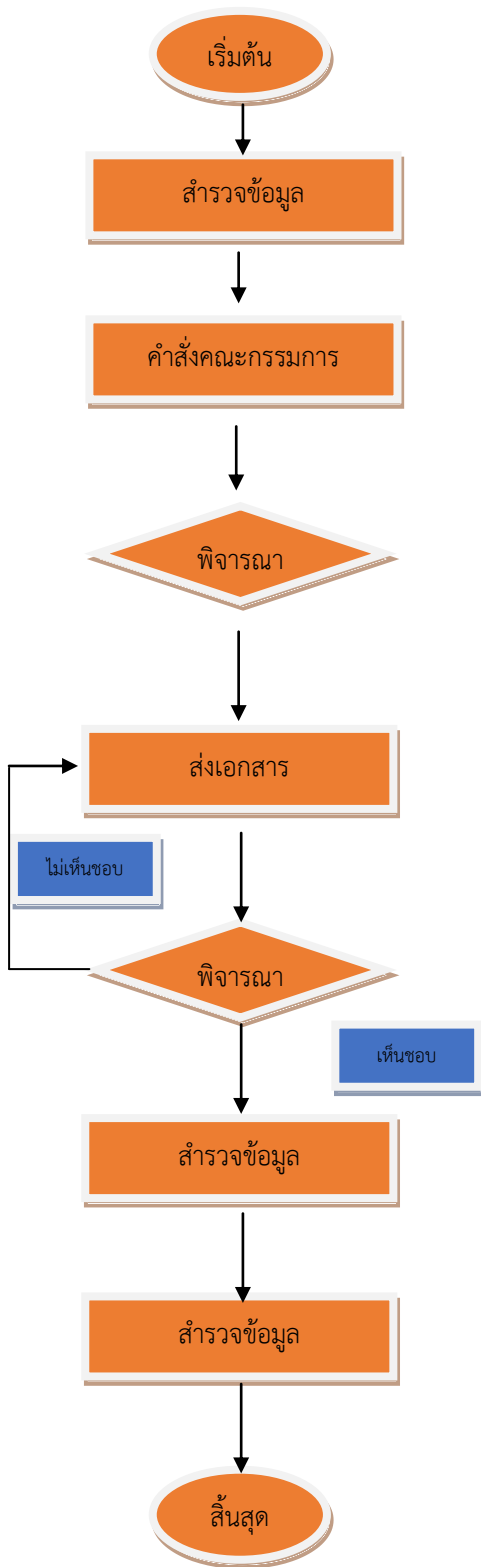 เริ่มต้น
สำรวจข้อมูล
คำสั่งคณะกรรมการ
พิจารณา
ส่งเอกสาร
ไม่เห็นชอบ
พิจารณา
เห็นชอบ
สำรวจข้อมูล
สำรวจข้อมูล
สิ้นสุด